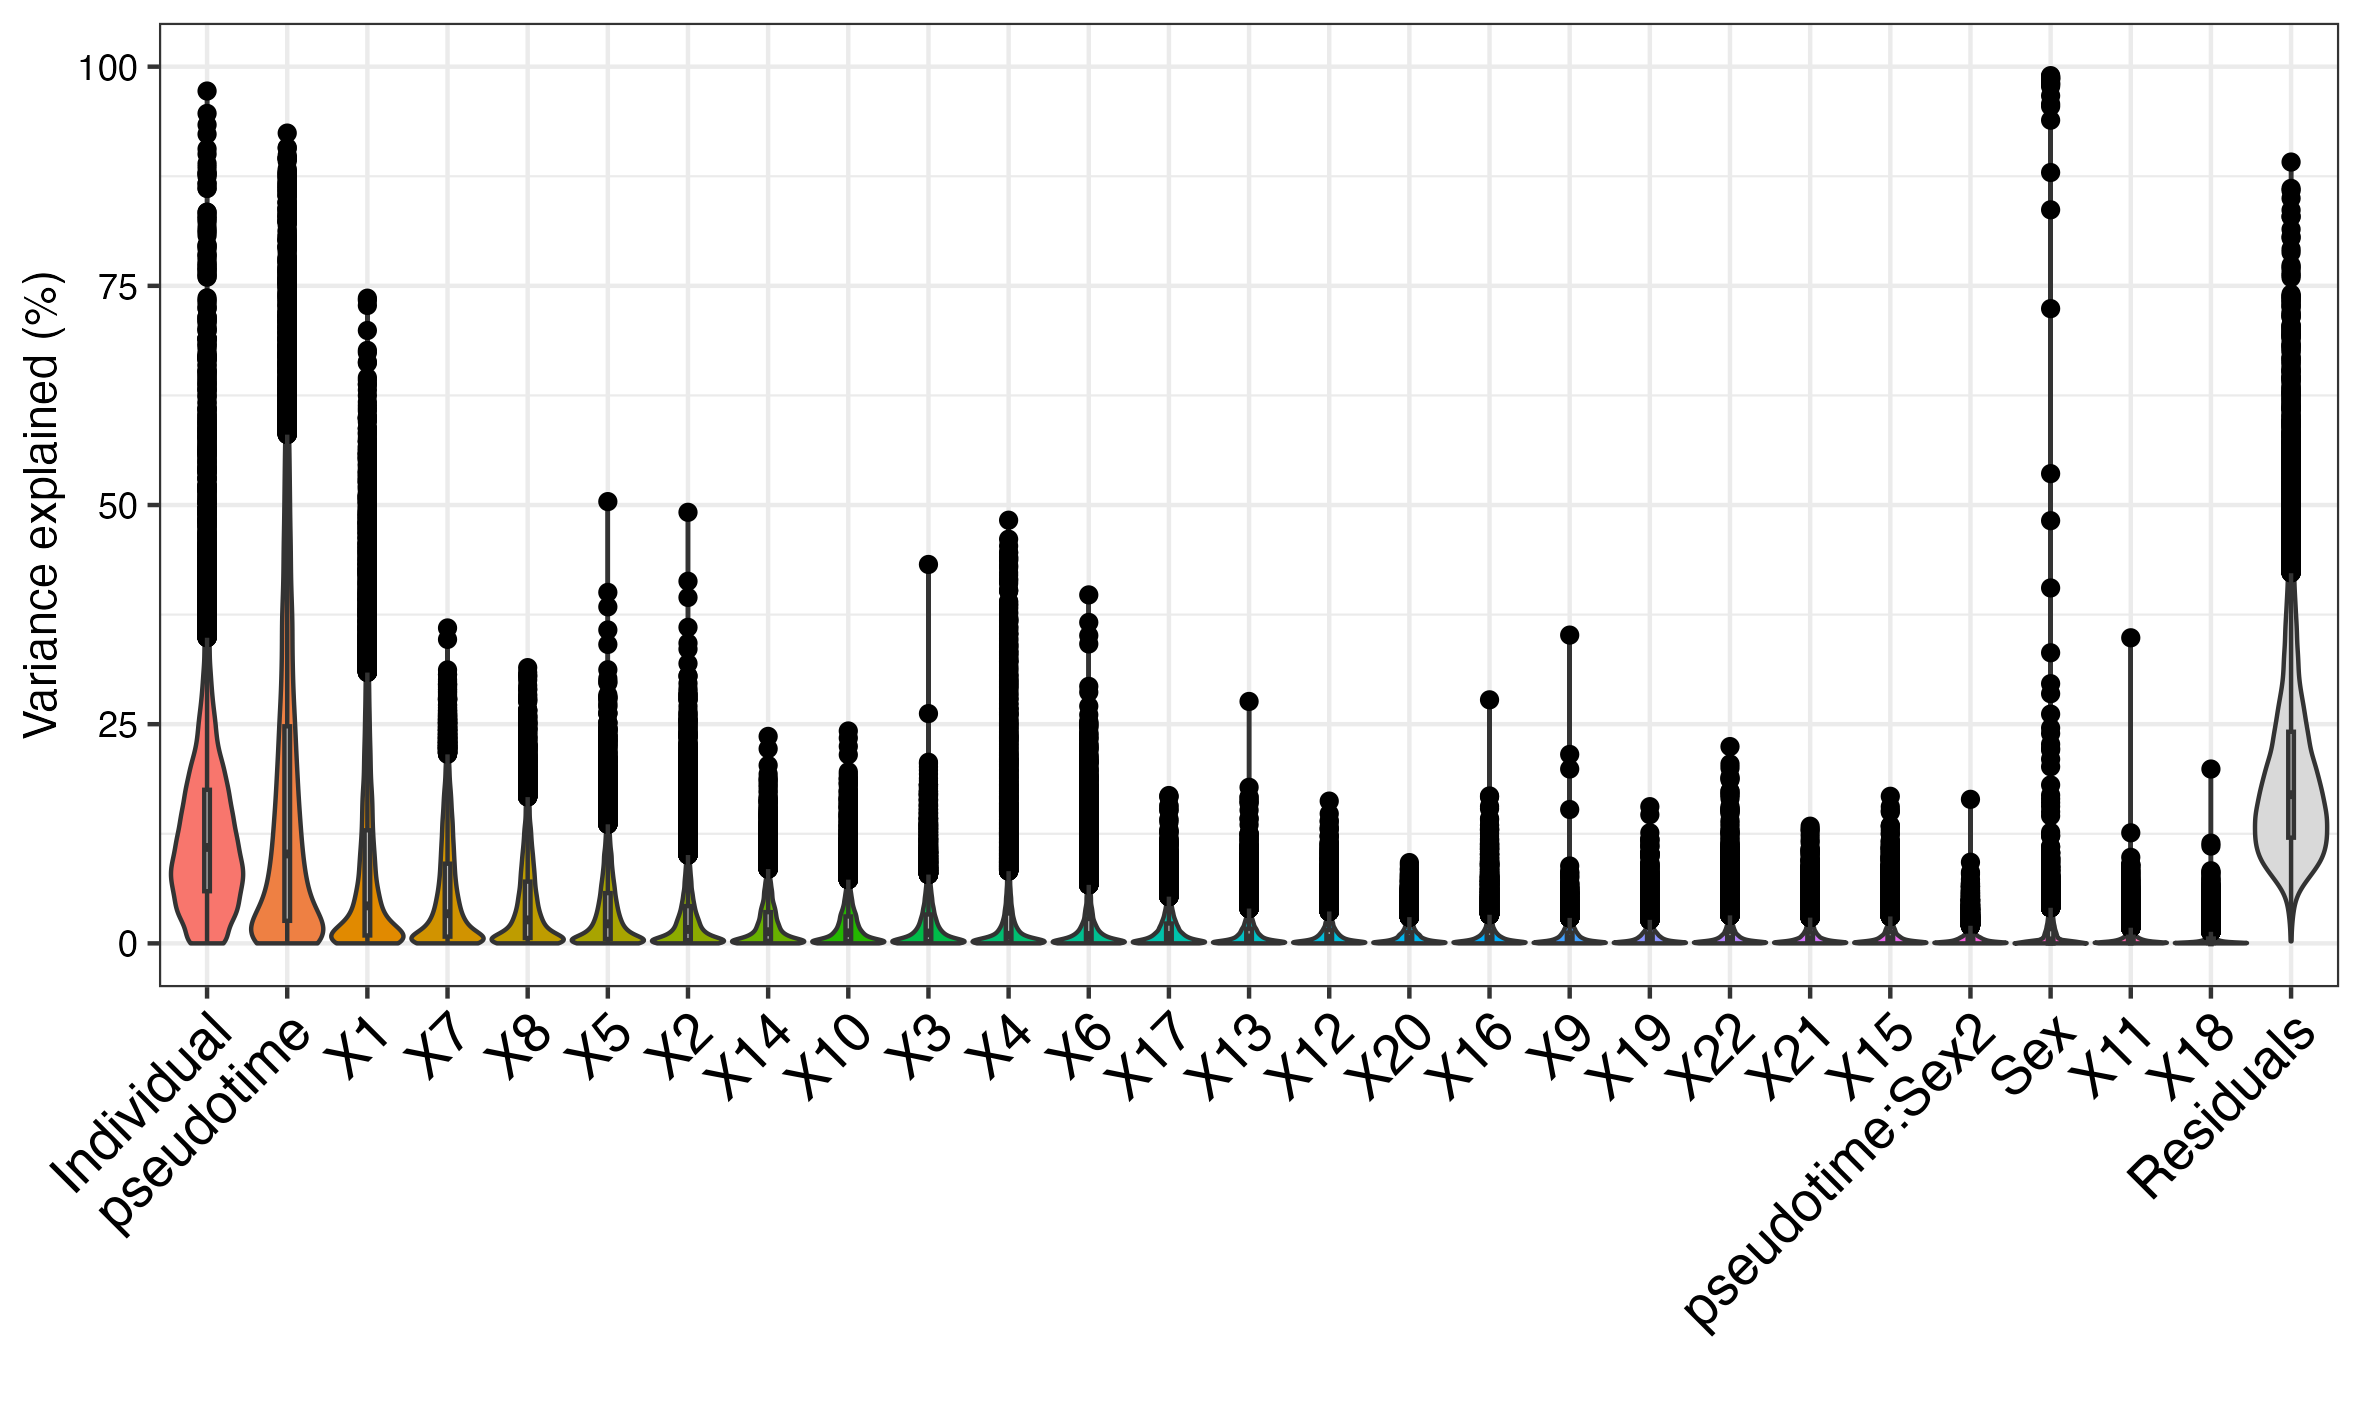 Variance explained (%)
100
75
50
25
0
Individual
pseudotime
X1
X7
X8
X5
X2
X14
X10
X3
X4
X6
X17
X13
X12
X20
X16
X9
X19
X22
X21
X15
pseudotime:Sex2
Sex
X11
X18
Residuals